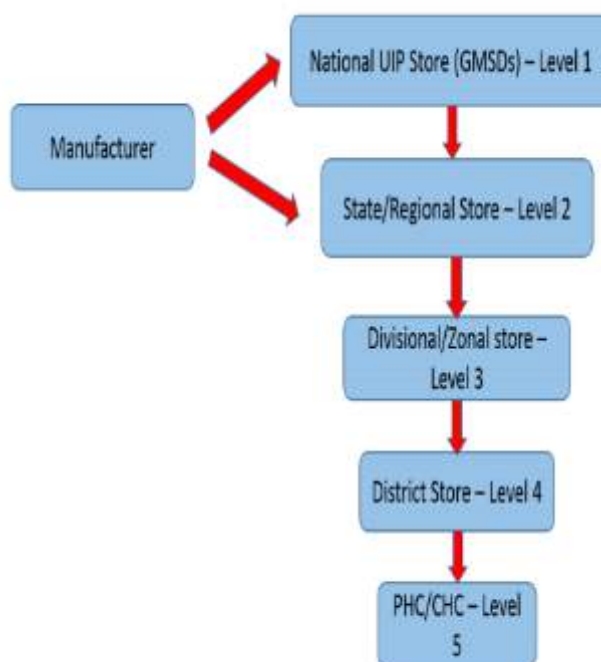 National UIP Store (GMSDs) – Level 1
Manufacturer
State/Regional Store – Level 2
Divisional/Zonal store –
Level 3
District Store – Level 4
PHC/CHC – Level
5